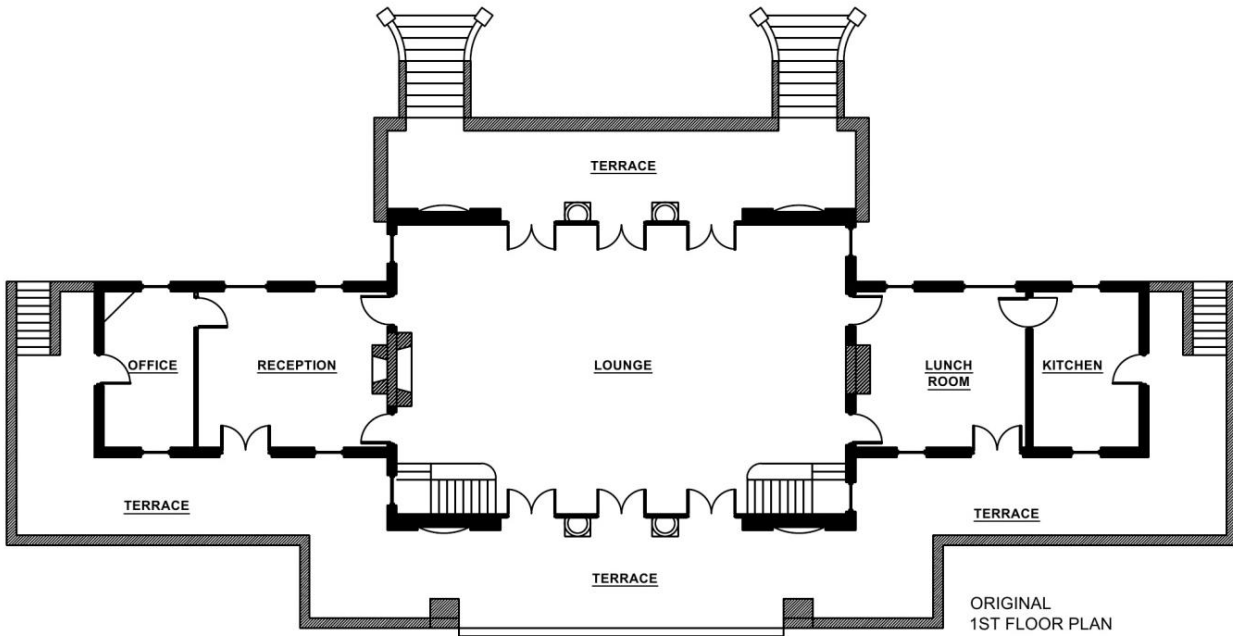 TERRACE
OFFICE
RECEPTION
LOUNGE
LUNCH
ROOM
KITCHEN
TERRACE
TERRACE
TERRACE
ORIGINAL
1ST FLOOR PLAN